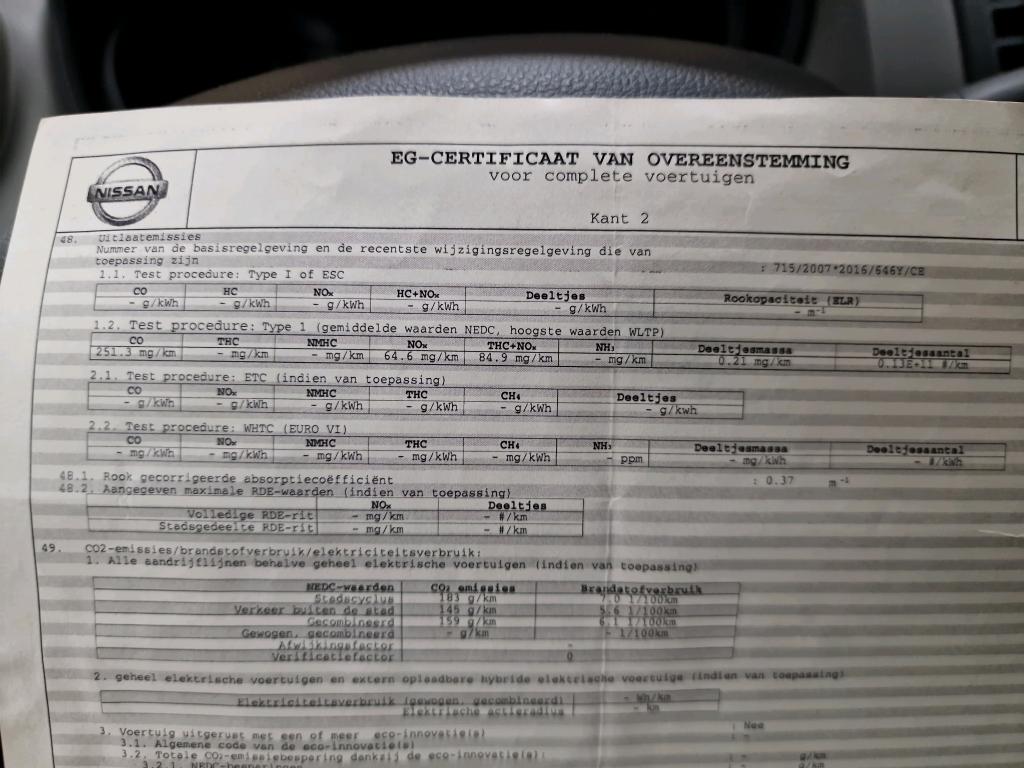 NISSAN
EG-CERTIFICAAT VAN OVEREENSTEMMING
voor complete voertuigen
Kant 2
48. Uitlaatemissies
Nummer van de basisregelgeving en de recentste wijzigingsregelgeving die van
toepassing zijn : 715/2007*2016/646Y/CE
1.1. Test procedure: Type I of ESC
CO HC NOx HC+NOx Deeltjes Rookopaciteit (ELR)
- g/kWh - g/kWh - g/kWh - g/kWh - g/kWh - m-1
1.2. Test procedure: Type 1 (gemiddelde waarden NEDC, hoogste waarden WLTP)
CO THC NMHC NOx THC+NOx NH3 Deeltjesmassa Deeltjesaantal
251.3 mg/km - mg/km - mg/km 64.6 mg/km 84.9 mg/km - mg/km 0.21 mg/km 0.13E+11 #/km
2.1. Test procedure: ETC (indien van toepassing)
CO NOx NMHC THC CH4 Deeltjes
- g/kWh - g/kWh - g/kWh - g/kWh - g/kWh - g/kwh
2.2. Test procedure: WHTC (EURO VI)
CO NOx NMHC THC CH4 NH3 Deeltjesmassa Deeltjesaantal
- mg/kWh - mg/kWh - mg/kWh - mg/kWh - mg/kWh - ppm - mg/kWh - #/kWh
48.1. Rook gecorrigeerde absorptiecoëfficiënt : 0.37 m-1
48.2. Aangegeven maximale RDE-waarden (indien van toepassing)
NOx Deeltjes
Volledige RDE-rit - mg/km - #/km
Stadsgedeelte RDE-rit - mg/km - #/km
49. CO2-emissies/brandstofverbruik/elektriciteitsverbruik:
1. Alle aandrijflijnen behalve geheel elektrische voertuigen (indien van toepassing)
NEDC-waarden CO2 emissies Brandstofverbruik
Stadscyclus 183 g/km 7.0 l/100km
Verkeer buiten de stad 145 g/km 5.6 l/100km
Gecombineerd 159 g/km 6.1 l/100km
Gewogen, gecombineerd - g/km - l/100km
Afwijkingsfactor -
Verificatiefactor 0
2. geheel elektrische voertuigen en extern oplaadbare hybride elektrische voertuige (indien van toepassing)
Elektriciteitsverbruik (gewogen, gecombineerd) - Wh/km
Elektrische actieradius - km
3. Voertuig uitgerust met een of meer eco-innovatie(s) : Nee
3.1. Algemene code van de eco-innovatie(s) : -
3.2. Totale CO2-emissiebesparing dankzij de eco-innovatie(s):
3.2.1. NEDC-besparingen - g/km